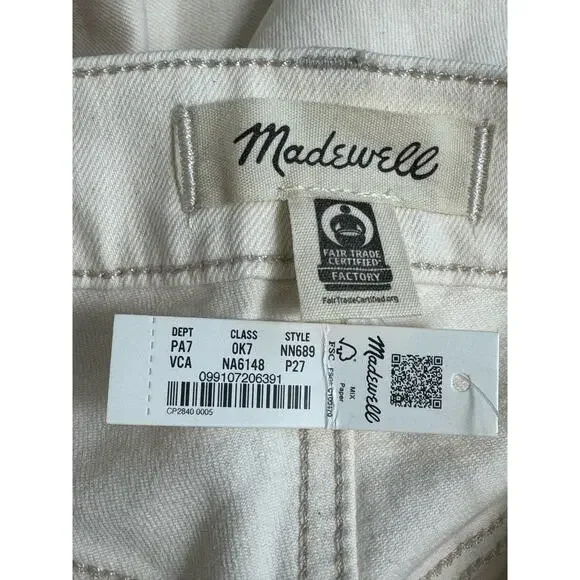 Madewell
FAIR TRADE
CERTIFIED
FACTORY
FairTradeCertified.org
DEPT CLASS STYLE
PA7 0K7 NN689
VCA NA6148 P27
099107206391
CP2840 0005
FSC
MIX
Paper
Madewell